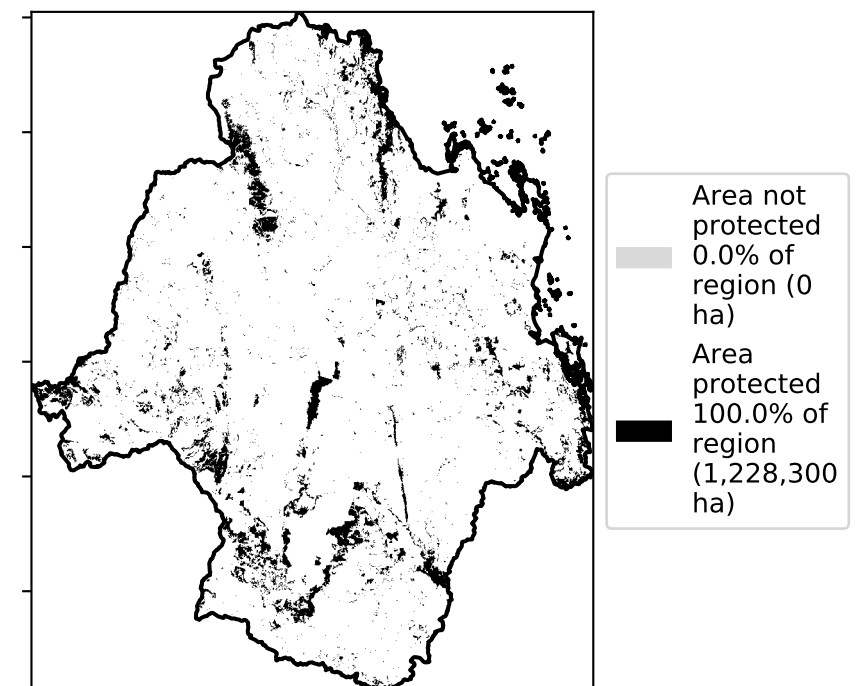 Area not
protected
0.0% of
region (0
ha)
Area
protected
100.0% of
region
(1,228,300
ha)